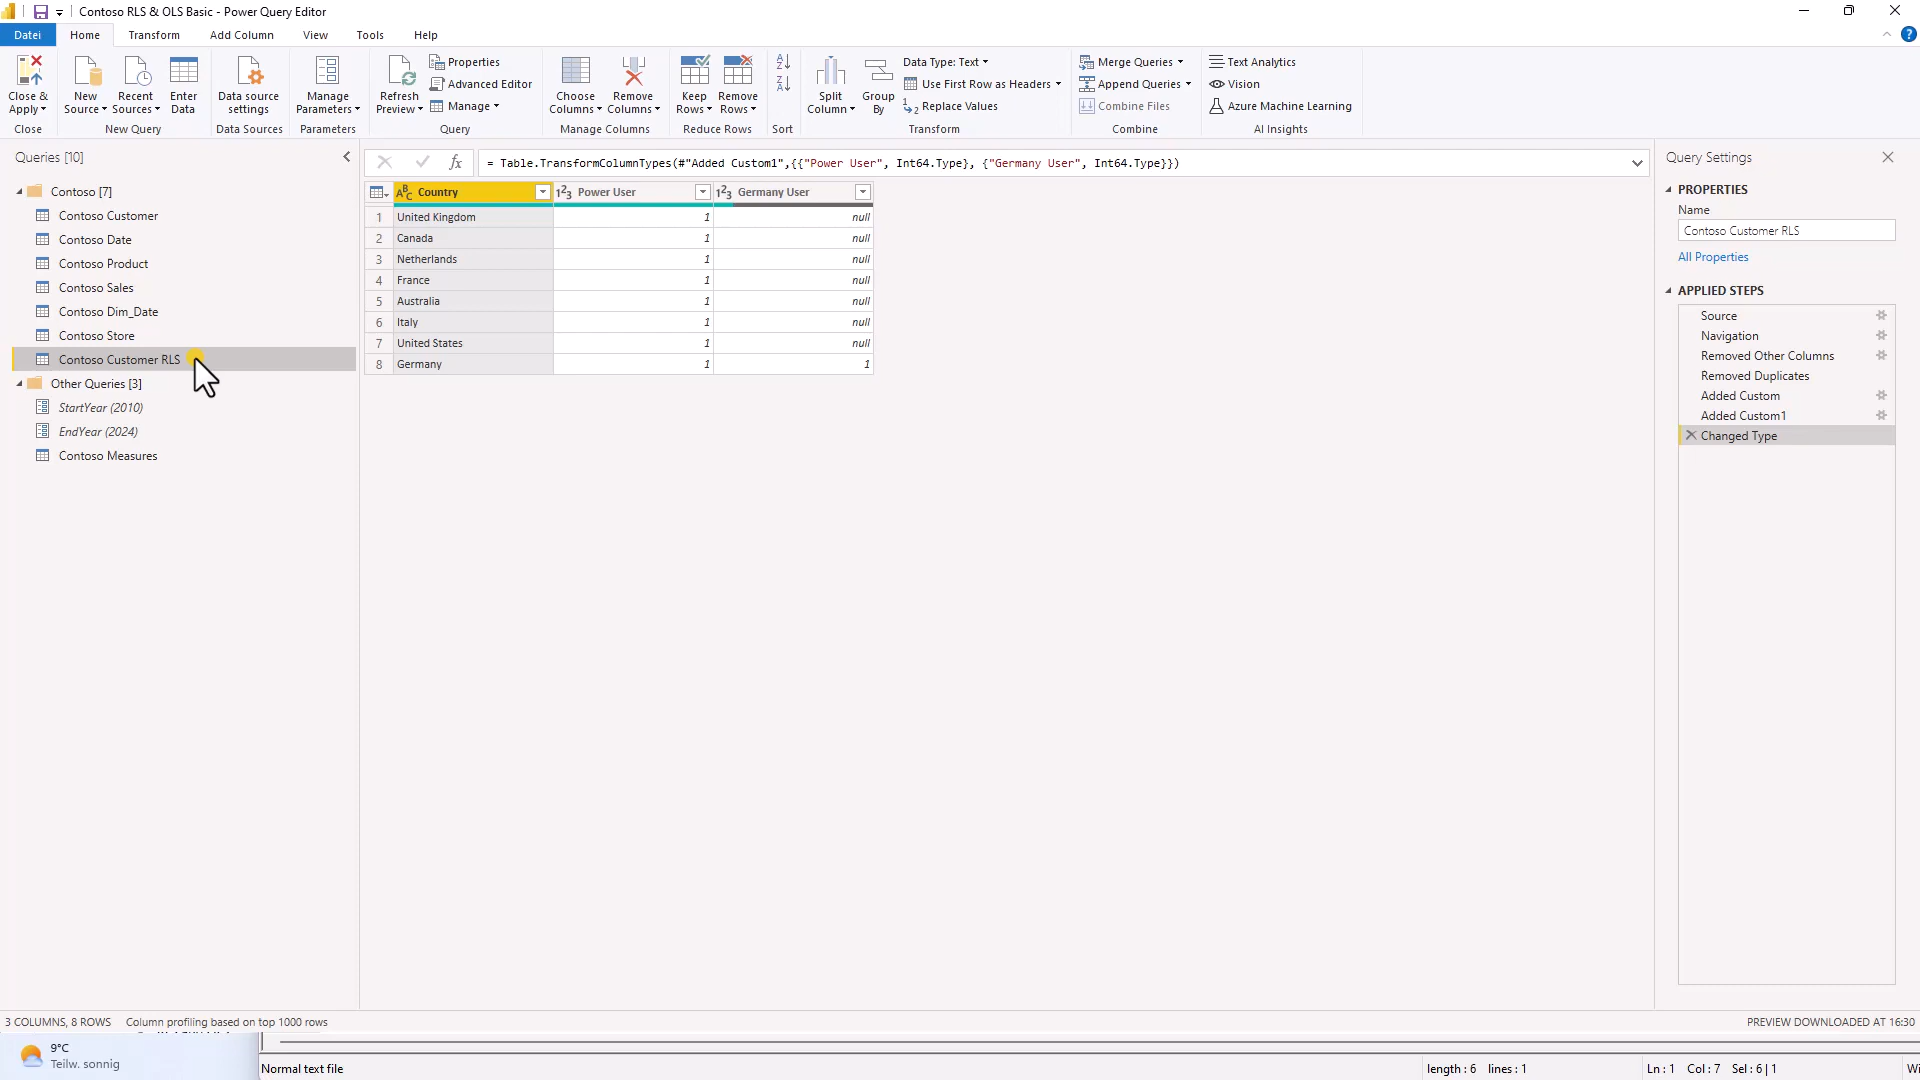 Contoso RLS & OLS Basic - Power Query Editor
Datei Home Transform Add Column View Tools Help
Close & Apply
Close
New Source
Recent Sources
Enter Data
New Query
Data source settings
Data Sources
Manage Parameters
Parameters
Refresh Preview
Properties
Advanced Editor
Manage
Query
Choose Columns
Remove Columns
Manage Columns
Keep Rows
Remove Rows
Reduce Rows
Sort
Split Column
Group By
Data Type: Text
Use First Row as Headers
Replace Values
Transform
Merge Queries
Append Queries
Combine Files
Combine
Text Analytics
Vision
Azure Machine Learning
AI Insights
Queries [10]
Contoso [7]
Contoso Customer
Contoso Date
Contoso Product
Contoso Sales
Contoso Dim_Date
Contoso Store
Contoso Customer RLS
Other Queries [3]
StartYear (2010)
EndYear (2024)
Contoso Measures
fx = Table.TransformColumnTypes(#"Added Custom1",{{"Power User", Int64.Type}, {"Germany User", Int64.Type}})
ABC Country 123 Power User 123 Germany User
1 United Kingdom 1 null
2 Canada 1 null
3 Netherlands 1 null
4 France 1 null
5 Australia 1 null
6 Italy 1 null
7 United States 1 null
8 Germany 1 1
Query Settings
PROPERTIES
Name
Contoso Customer RLS
All Properties
APPLIED STEPS
Source
Navigation
Removed Other Columns
Removed Duplicates
Added Custom
Added Custom1
Changed Type
3 COLUMNS, 8 ROWS Column profiling based on top 1000 rows
PREVIEW DOWNLOADED AT 16:30
9°C
Teilw. sonnig
Normal text file
length : 6 lines : 1
Ln : 1 Col : 7 Sel : 6 | 1